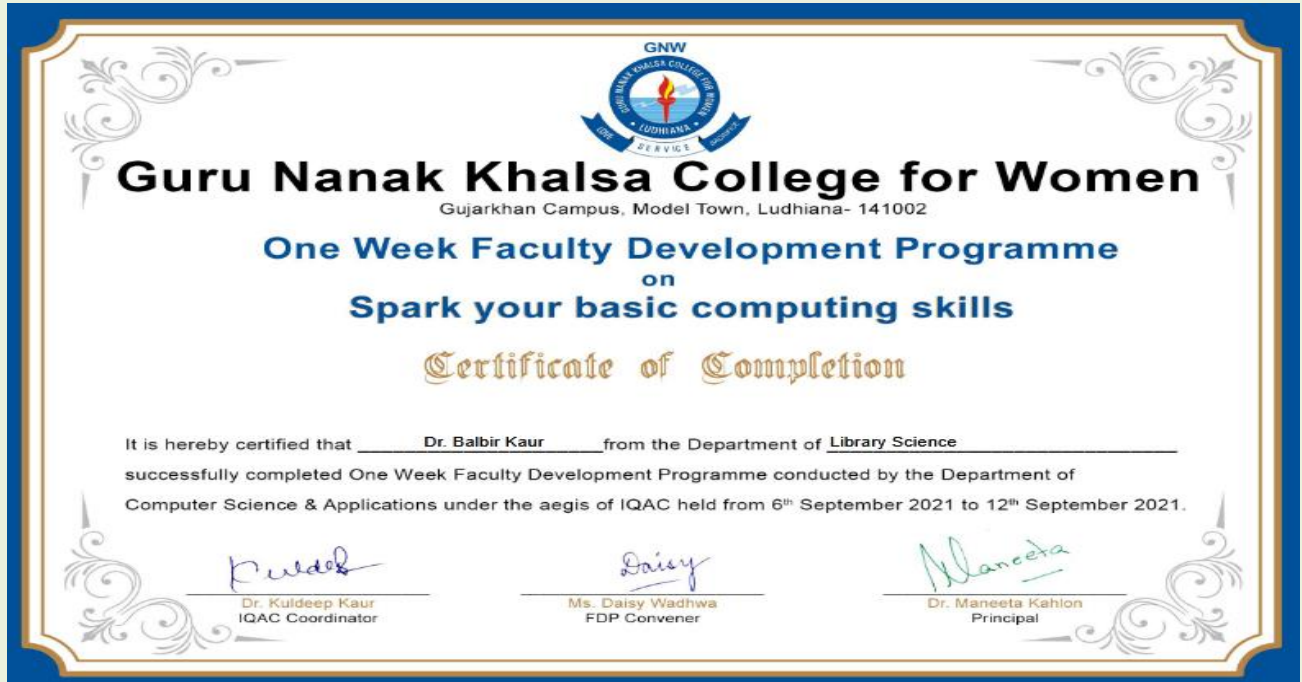 GNW
GURU NANAK KHALSA COLLEGE FOR WOMEN
• LUDHIANA •
LOVE SERVICE SACRIFICE
Guru Nanak Khalsa College for Women
Gujarkhan Campus, Model Town, Ludhiana- 141002
One Week Faculty Development Programme
on
Spark your basic computing skills
Certificate of Completion
It is hereby certified that Dr. Balbir Kaur from the Department of Library Science
successfully completed One Week Faculty Development Programme conducted by the Department of
Computer Science & Applications under the aegis of IQAC held from 6th September 2021 to 12th September 2021.
Kuldeep Daisy Maneeta
Dr. Kuldeep Kaur Ms. Daisy Wadhwa Dr. Maneeta Kahlon
IQAC Coordinator FDP Convener Principal